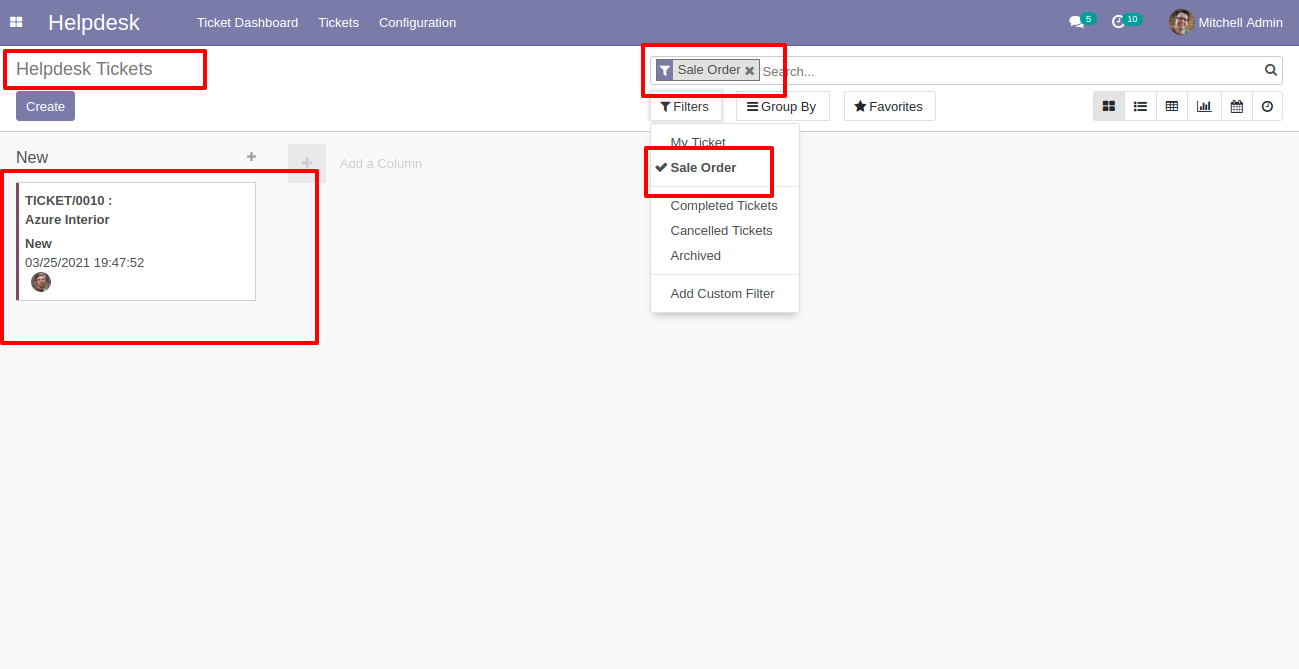 Helpdesk Ticket Dashboard Tickets Configuration 5 10 Mitchell Admin
Helpdesk Tickets
Sale Order Search...
Create
Filters Group By Favorites
My Ticket
Sale Order
Completed Tickets
Cancelled Tickets
Archived
Add Custom Filter
New
Add a Column
TICKET/0010 :
Azure Interior
New
03/25/2021 19:47:52